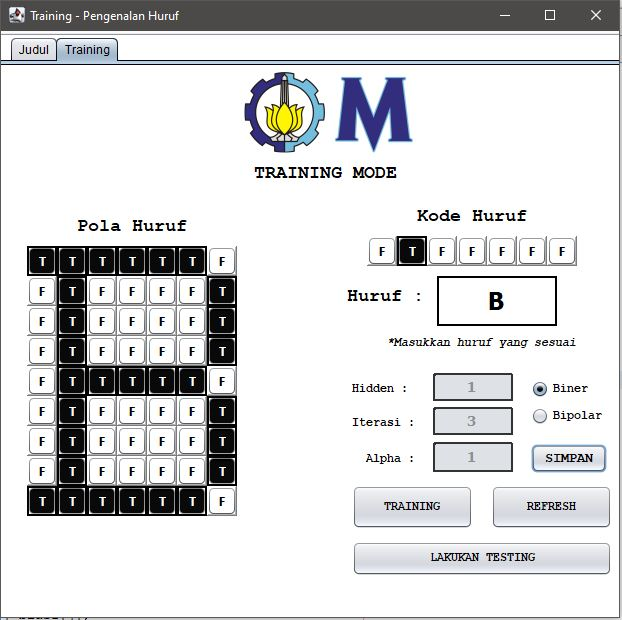 Training - Pengenalan Huruf
Judul Training
M
TRAINING MODE
Pola Huruf
T T T T T T F
F T F F F F T
F T F F F F T
F T F F F F T
F T T T T T F
F T F F F F T
F T F F F F T
F T F F F F T
T T T T T T F
Kode Huruf
F T F F F F F
Huruf : B
*Masukkan huruf yang sesuai
Hidden : 1 Biner
Iterasi : 3 Bipolar
Alpha : 1 SIMPAN
TRAINING REFRESH
LAKUKAN TESTING